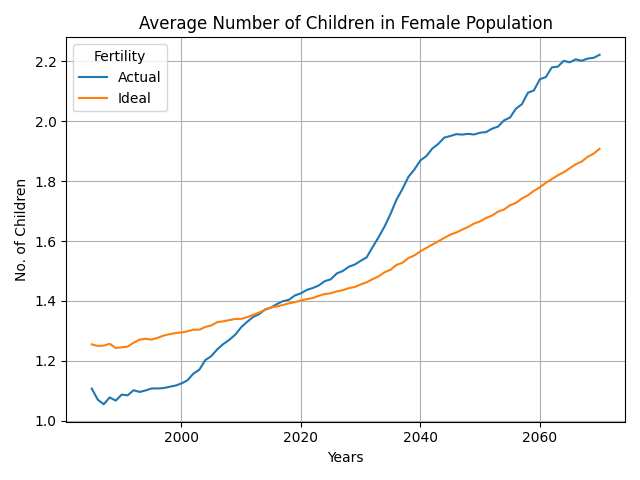 Average Number of Children in Female Population
Fertility
Actual
Ideal
No. of Children
2.2
2.0
1.8
1.6
1.4
1.2
1.0
2000
2020
2040
2060
Years